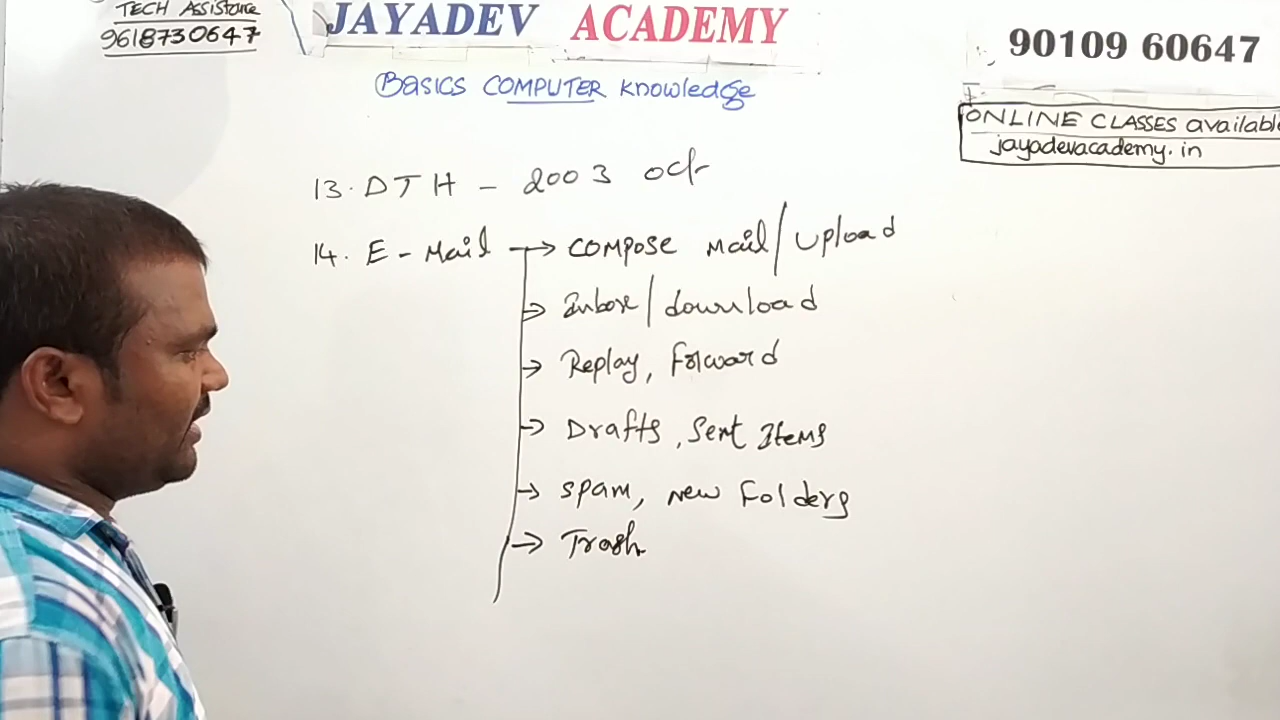 TECH Assistance
9618730647
JAYADEV ACADEMY
90109 60647
Basics COMPUTER Knowledge
ONLINE CLASSES availabl
jayadevacademy.in
13. DTH - 2003 oct
14. E-Mail → compose mail/upload
→ Inbox/download
→ Replay, Forward
→ Drafts, Sent Items
→ Spam, new Folders
→ Trash